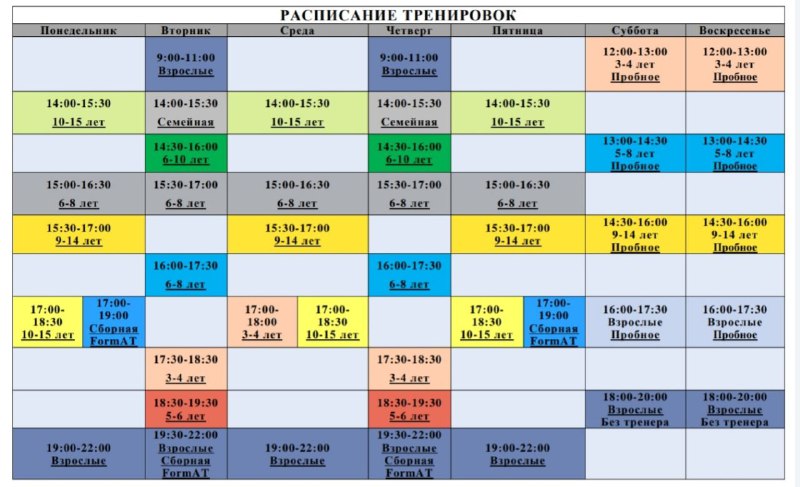 РАСПИСАНИЕ ТРЕНИРОВОК
Понедельник Вторник Среда Четверг Пятница Суббота Воскресенье
9:00-11:00
Взрослые
9:00-11:00
Взрослые
12:00-13:00
3-4 лет
Пробное
12:00-13:00
3-4 лет
Пробное
14:00-15:30
10-15 лет
14:00-15:30
Семейная
14:00-15:30
10-15 лет
14:00-15:30
Семейная
14:00-15:30
10-15 лет
14:30-16:00
6-10 лет
14:30-16:00
6-10 лет
13:00-14:30
5-8 лет
Пробное
13:00-14:30
5-8 лет
Пробное
15:00-16:30
6-8 лет
15:30-17:00
6-8 лет
15:00-16:30
6-8 лет
15:30-17:00
6-8 лет
15:00-16:30
6-8 лет
15:30-17:00
9-14 лет
15:30-17:00
9-14 лет
15:30-17:00
9-14 лет
14:30-16:00
9-14 лет
Пробное
14:30-16:00
9-14 лет
Пробное
16:00-17:30
6-8 лет
16:00-17:30
6-8 лет
17:00-
18:30
10-15 лет
17:00-
19:00
Сборная
FormAT
17:00-
18:00
3-4 лет
17:00-
18:30
10-15 лет
17:00-
18:30
10-15 лет
17:00-
19:00
Сборная
FormAT
16:00-17:30
Взрослые
Пробное
16:00-17:30
Взрослые
Пробное
17:30-18:30
3-4 лет
17:30-18:30
3-4 лет
18:30-19:30
5-6 лет
18:30-19:30
5-6 лет
18:00-20:00
Взрослые
Без тренера
18:00-20:00
Взрослые
Без тренера
19:00-22:00
Взрослые
19:30-22:00
Взрослые
Сборная
FormAT
19:00-22:00
Взрослые
19:30-22:00
Взрослые
Сборная
FormAT
19:00-22:00
Взрослые